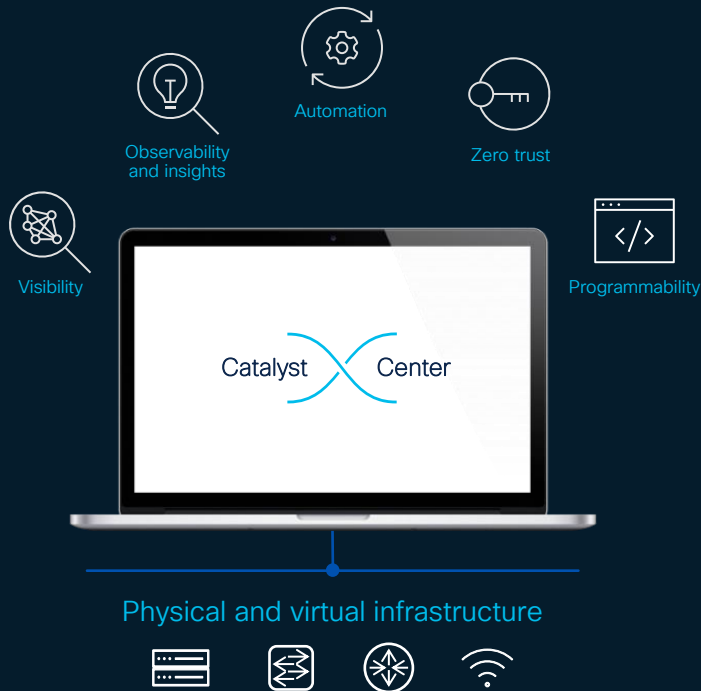 Automation
Observability
and insights
Zero trust
Visibility
Programmability
Catalyst Center
Physical and virtual infrastructure